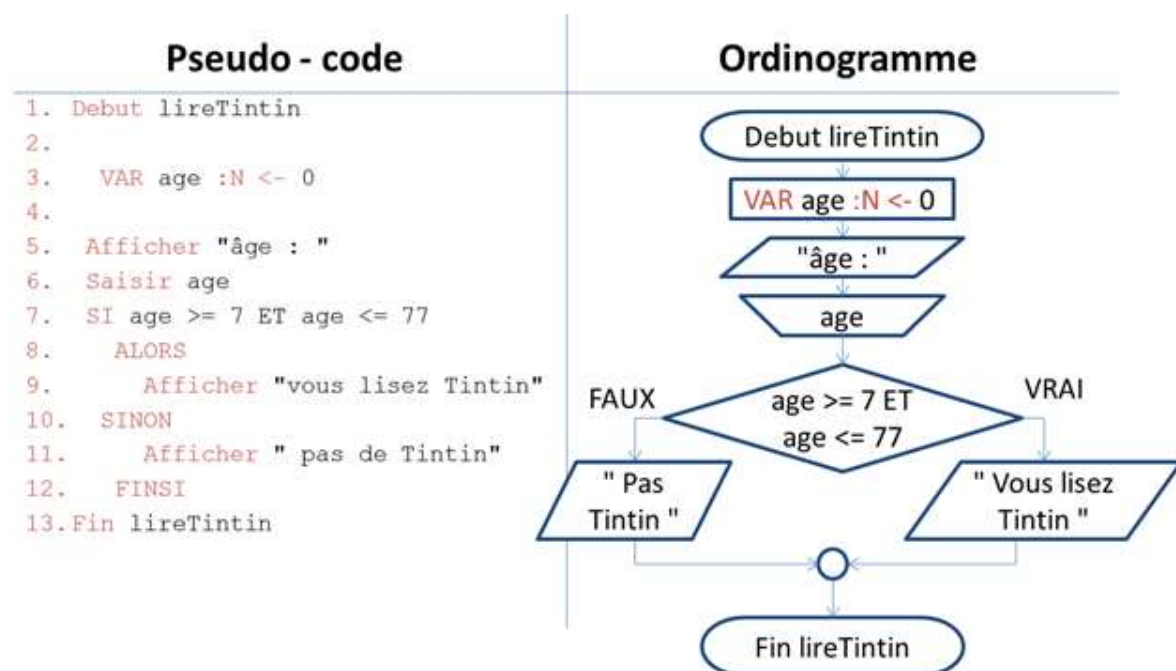 Pseudo - code
1. Debut lireTintin
2.
3. VAR age :N <- 0
4.
5. Afficher "âge : "
6. Saisir age
7. SI age >= 7 ET age <= 77
8. ALORS
9. Afficher "vous lisez Tintin"
10. SINON
11. Afficher " pas de Tintin"
12. FINSI
13. Fin lireTintin
Ordinogramme
Debut lireTintin
VAR age :N <- 0
"âge : "
age
age >= 7 ET
age <= 77
FAUX
VRAI
" Pas
Tintin "
" Vous lisez
Tintin "
Fin lireTintin